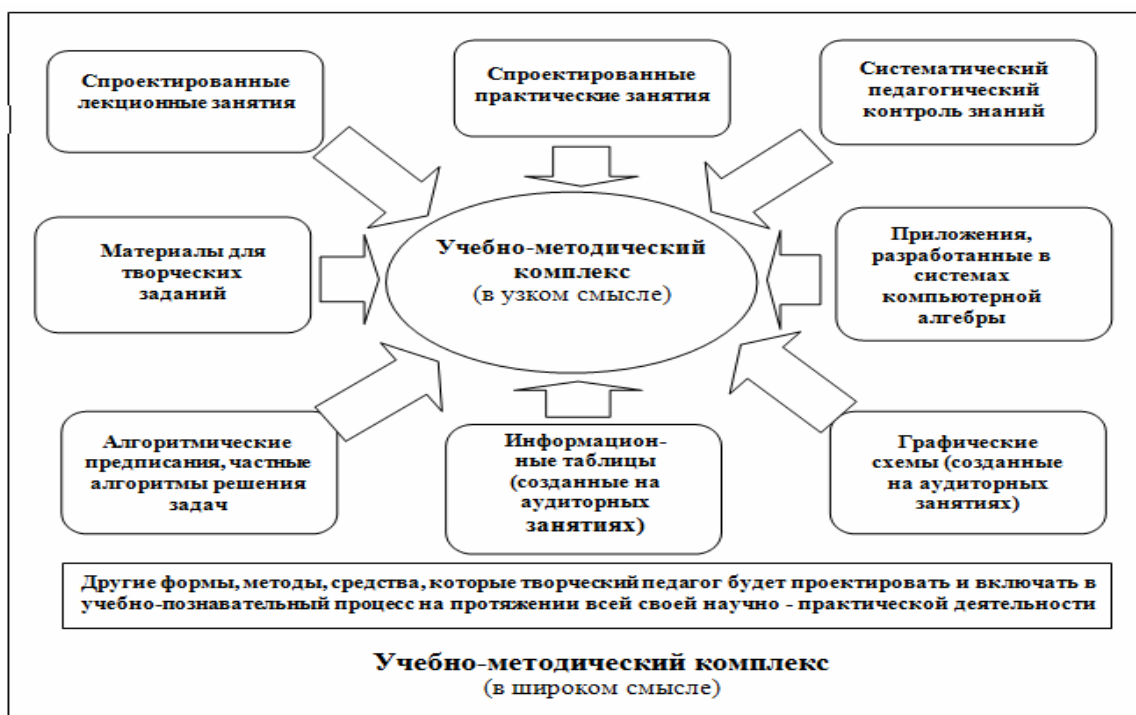 Спроектированные
лекционные занятия
Спроектированные
практические занятия
Систематический
педагогический
контроль знаний
Материалы для
творческих
заданий
Учебно-методический
комплекс
(в узком смысле)
Приложения,
разработанные в
системах
компьютерной
алгебры
Алгоритмические
предписания, частные
алгоритмы решения
задач
Информацион-
ные таблицы
(созданные на
аудиторных
занятиях)
Графические
схемы (созданные
на аудиторных
занятиях)
Другие формы, методы, средства, которые творческий педагог будет проектировать и включать в
учебно-познавательный процесс на протяжении всей своей научно - практической деятельности
Учебно-методический комплекс
(в широком смысле)